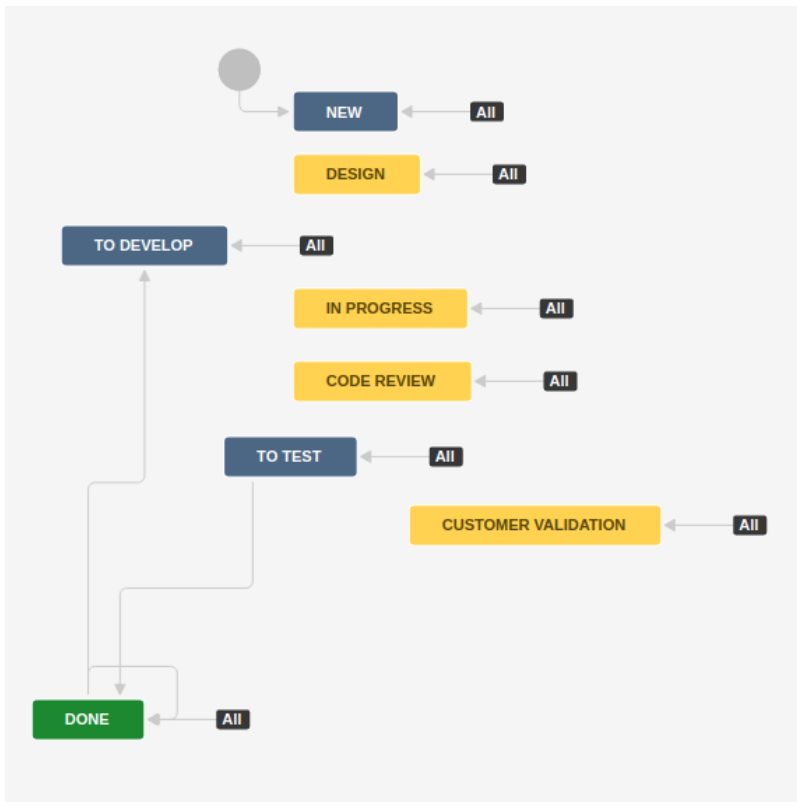 NEW
All
DESIGN
All
TO DEVELOP
All
IN PROGRESS
All
CODE REVIEW
All
TO TEST
All
CUSTOMER VALIDATION
All
DONE
All